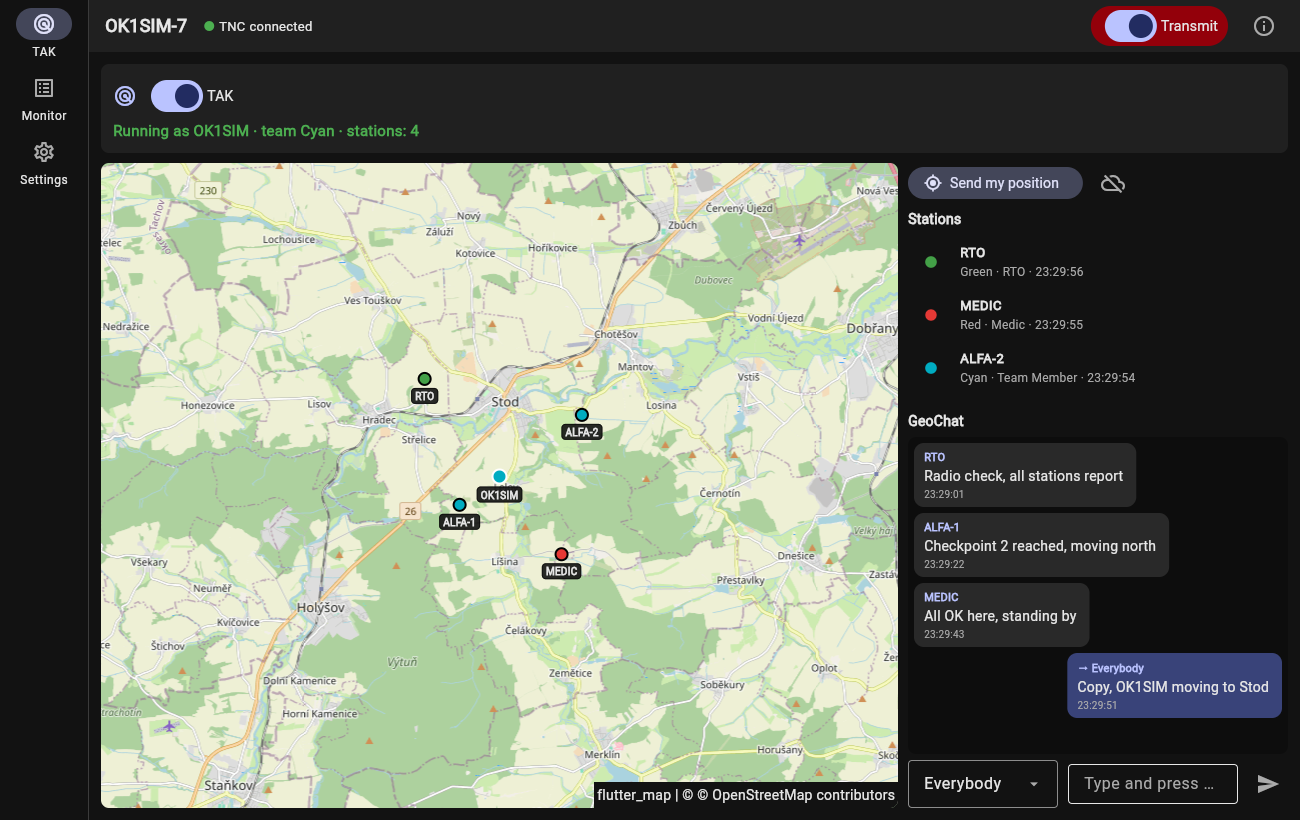 TAK
Monitor
Settings
OK1SIM-7
TNC connected
Transmit
TAK
Running as OK1SIM · team Cyan · stations: 4
230
Nový
Záluží
Lochousice
Kotovice
Hořikovice
Zbůch
Červený Újezd
Nová Ves
Dubovec
Ves Touškov
Nedražice
Chotěšov
Vodní Újezd
Dobřany
Mantov
RTO
Honezovice
Lisov
Stod
Losina
Vstiš
Hradec
Střelice
ALFA-2
OK1SIM
26
ALFA-1
Černotín
Velký háj
MEDIC
Líšina
Všekary
Dnešice
Přestavlky
Neuměř
Holýšov
Kvíčovice
Čelákovy
Štichov
Výtuň
Zemětice
Oplot
Dolní Kamenice
Soběkury
Horní Kamenice
Merklín
Horušany
Staňkov
flutter_map | © © OpenStreetMap contributors
Send my position
Stations
RTO
Green · RTO · 23:29:56
MEDIC
Red · Medic · 23:29:55
ALFA-2
Cyan · Team Member · 23:29:54
GeoChat
RTO
Radio check, all stations report
23:29:01
ALFA-1
Checkpoint 2 reached, moving north
23:29:22
MEDIC
All OK here, standing by
23:29:43
→ Everybody
Copy, OK1SIM moving to Stod
23:29:51
Everybody
Type and press ...